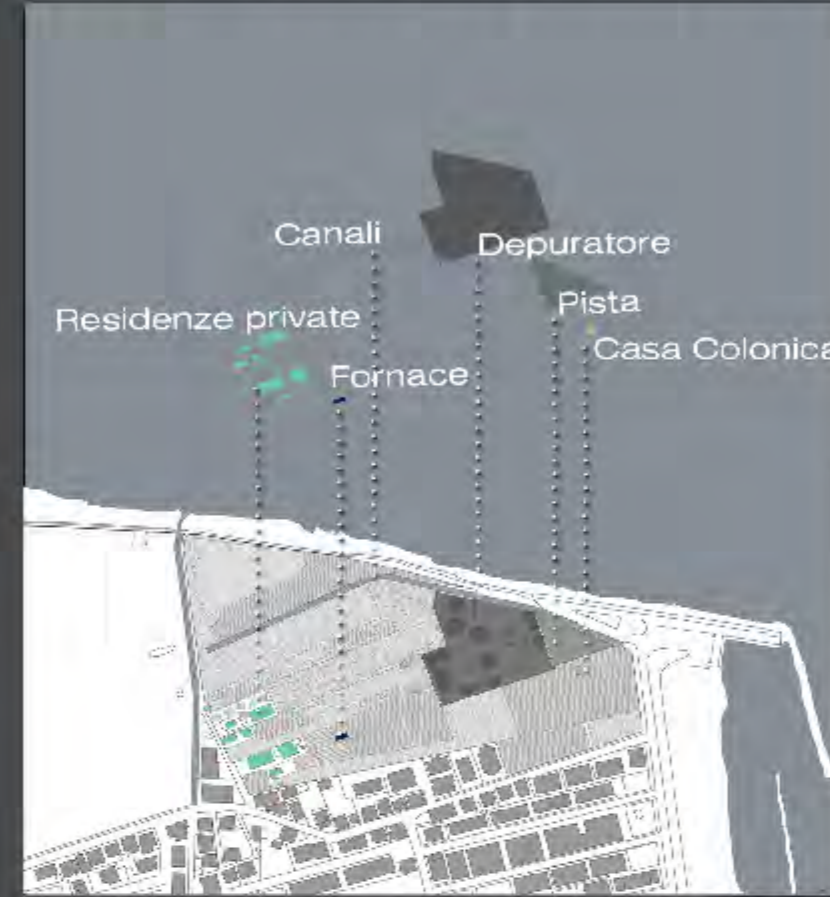 Canali
Depuratore
Pista
Residenze private
Casa Colonica
Fornace